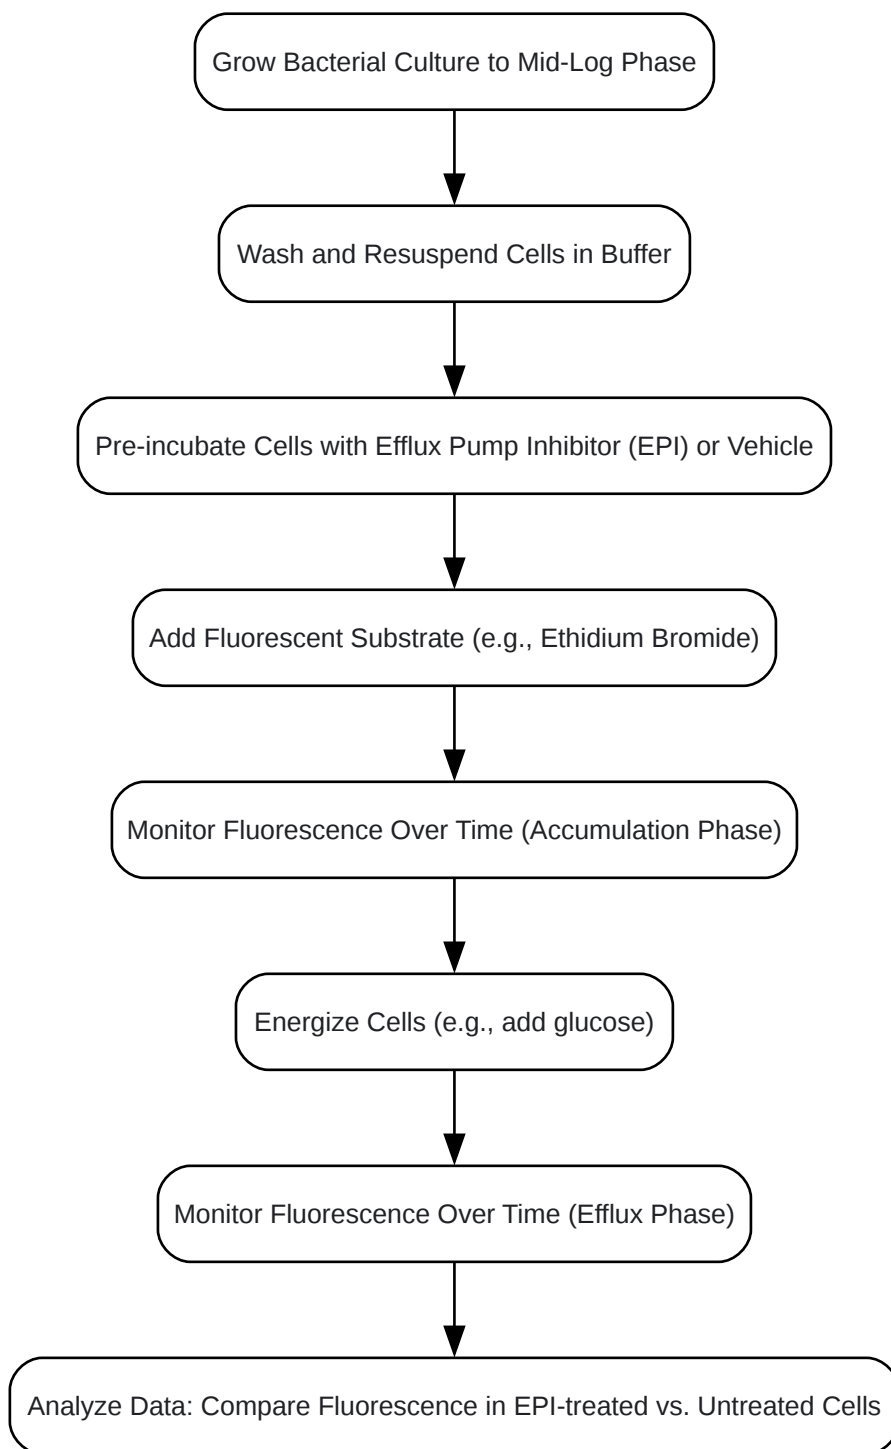 Grow Bacterial Culture to Mid-Log Phase
Wash and Resuspend Cells in Buffer
Pre-incubate Cells with Efflux Pump Inhibitor (EPI) or Vehicle
Add Fluorescent Substrate (e.g., Ethidium Bromide)
Monitor Fluorescence Over Time (Accumulation Phase)
Energize Cells (e.g., add glucose)
Monitor Fluorescence Over Time (Efflux Phase)
Analyze Data: Compare Fluorescence in EPI-treated vs. Untreated Cells